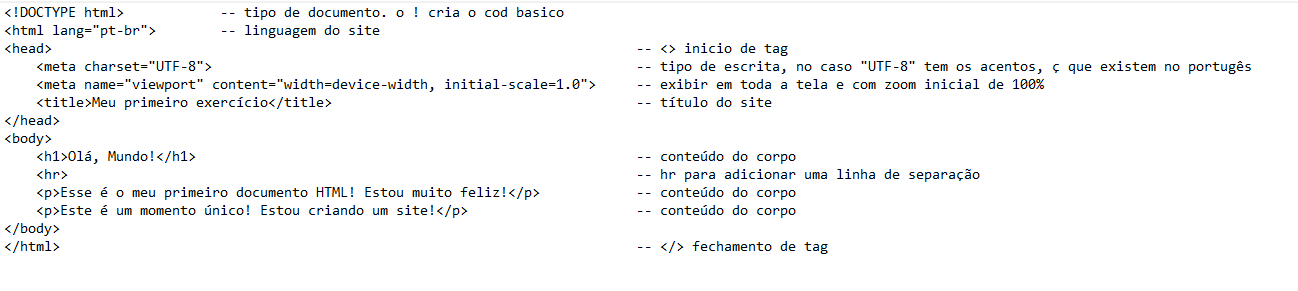 <!DOCTYPE html>            -- tipo de documento. o ! cria o cod basico
<html lang="pt-br">        -- linguagem do site
<head>                                                                         -- <> inicio de tag
    <meta charset="UTF-8">                                                     -- tipo de escrita, no caso "UTF-8" tem os acentos, ç que existem no portugês
    <meta name="viewport" content="width=device-width, initial-scale=1.0">     -- exibir em toda a tela e com zoom inicial de 100%
    <title>Meu primeiro exercício</title>                                      -- título do site
</head>
<body>
    <h1>Olá, Mundo!</h1>                                                       -- conteúdo do corpo
    <hr>                                                                       -- hr para adicionar uma linha de separação
    <p>Esse é o meu primeiro documento HTML! Estou muito feliz!</p>            -- conteúdo do corpo
    <p>Este é um momento único! Estou criando um site!</p>                     -- conteúdo do corpo
</body>
</html>                                                                        -- </> fechamento de tag